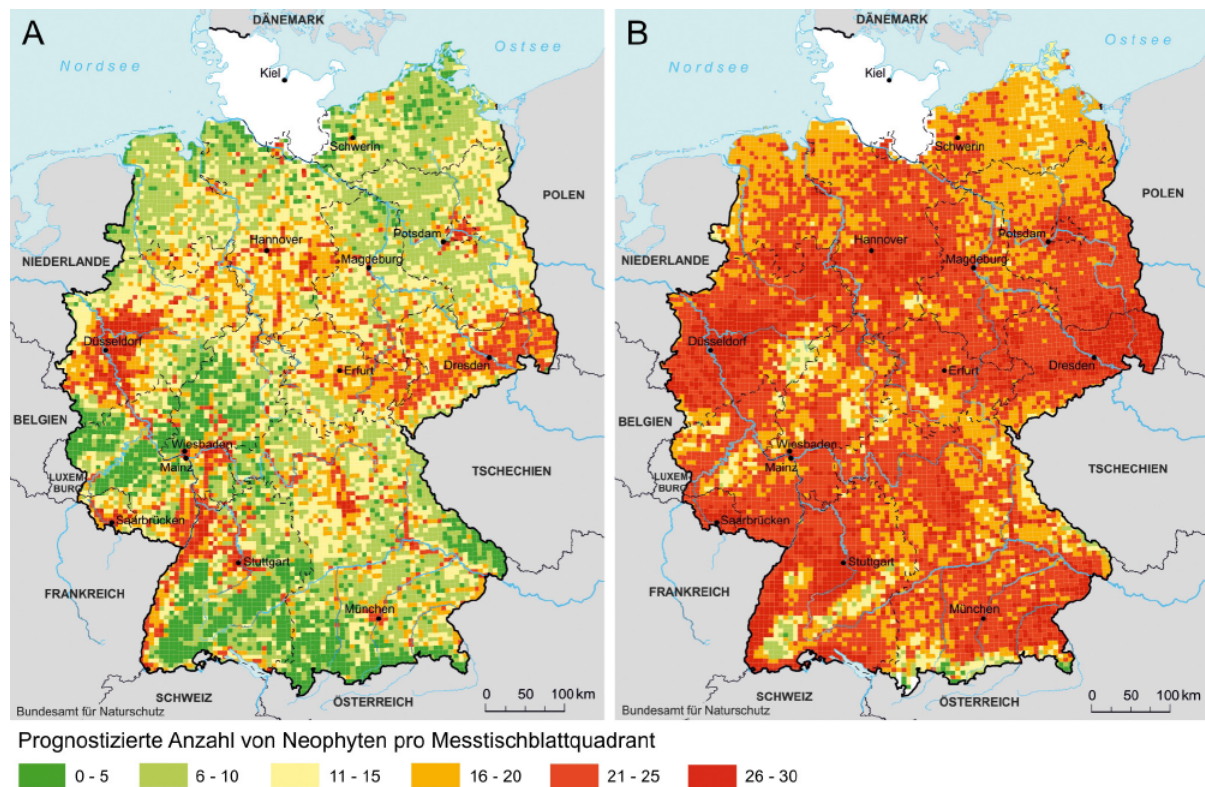 A
DÄNEMARK
Ostsee
Nordsee
Kiel
Schwerin
POLEN
Potsdam
Hannover
Magdeburg
NIEDERLANDE
Düsseldorf
Dresden
Erfurt
BELGIEN
Wiesbaden
Mainz
TSCHECHIEN
LUXEM-
BURG
Saarbrücken
Stuttgart
FRANKREICH
München
SCHWEIZ
ÖSTERREICH
0 50 100 km
Bundesamt für Naturschutz
B
DÄNEMARK
Ostsee
Nordsee
Kiel
Schwerin
POLEN
Potsdam
Hannover
Magdeburg
NIEDERLANDE
Düsseldorf
Dresden
Erfurt
BELGIEN
Wiesbaden
Mainz
TSCHECHIEN
LUXEM-
BURG
Saarbrücken
Stuttgart
FRANKREICH
München
SCHWEIZ
ÖSTERREICH
0 50 100 km
Bundesamt für Naturschutz
Prognostizierte Anzahl von Neophyten pro Messtischblattquadrant
0 - 5 6 - 10 11 - 15 16 - 20 21 - 25 26 - 30